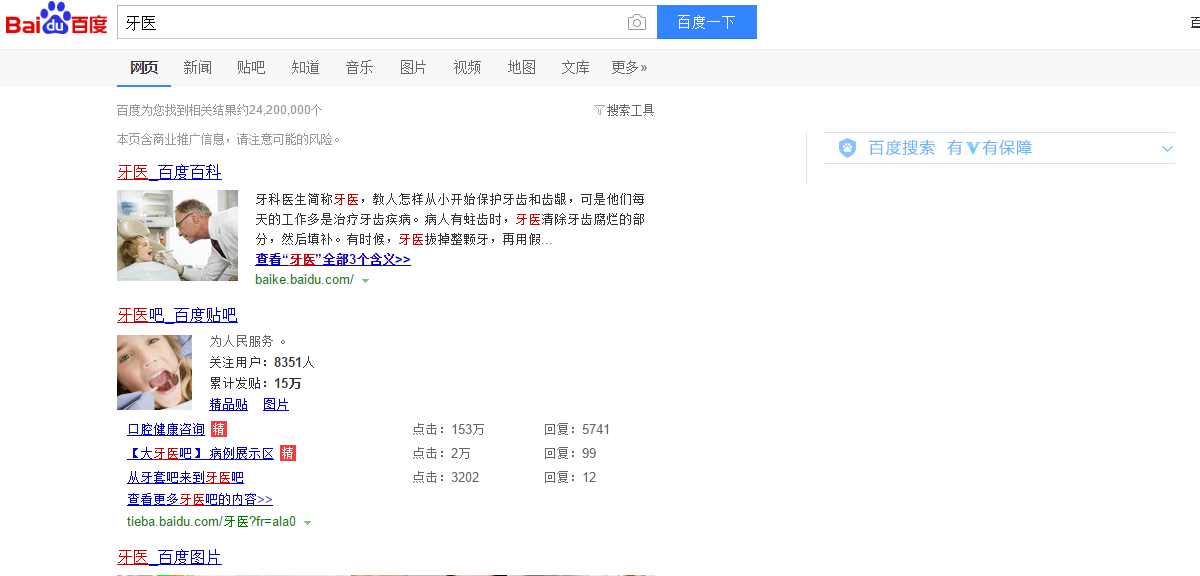 Bai du 百度
牙医
百度一下
网页 新闻 贴吧 知道 音乐 图片 视频 地图 文库 更多»
百度为您找到相关结果约24,200,000个 搜索工具
本页含商业推广信息，请注意可能的风险。
百度搜索 有V有保障
牙医_百度百科
牙科医生简称牙医，教人怎样从小开始保护牙齿和齿龈，可是他们每
天的工作多是治疗牙齿疾病。病人有蛀齿时，牙医清除牙齿腐烂的部
分，然后填补。有时候，牙医拔掉整颗牙，再用假...
查看“牙医”全部3个含义>>
baike.baidu.com/
牙医吧_百度贴吧
为人民服务 。
关注用户：8351人
累计发贴：15万
精品贴 图片
口腔健康咨询 精 点击：153万 回复：5741
【大牙医吧】 病例展示区 精 点击：2万 回复：99
从牙套吧来到牙医吧 点击：3202 回复：12
查看更多牙医吧的内容>>
tieba.baidu.com/牙医?fr=ala0
牙医_百度图片